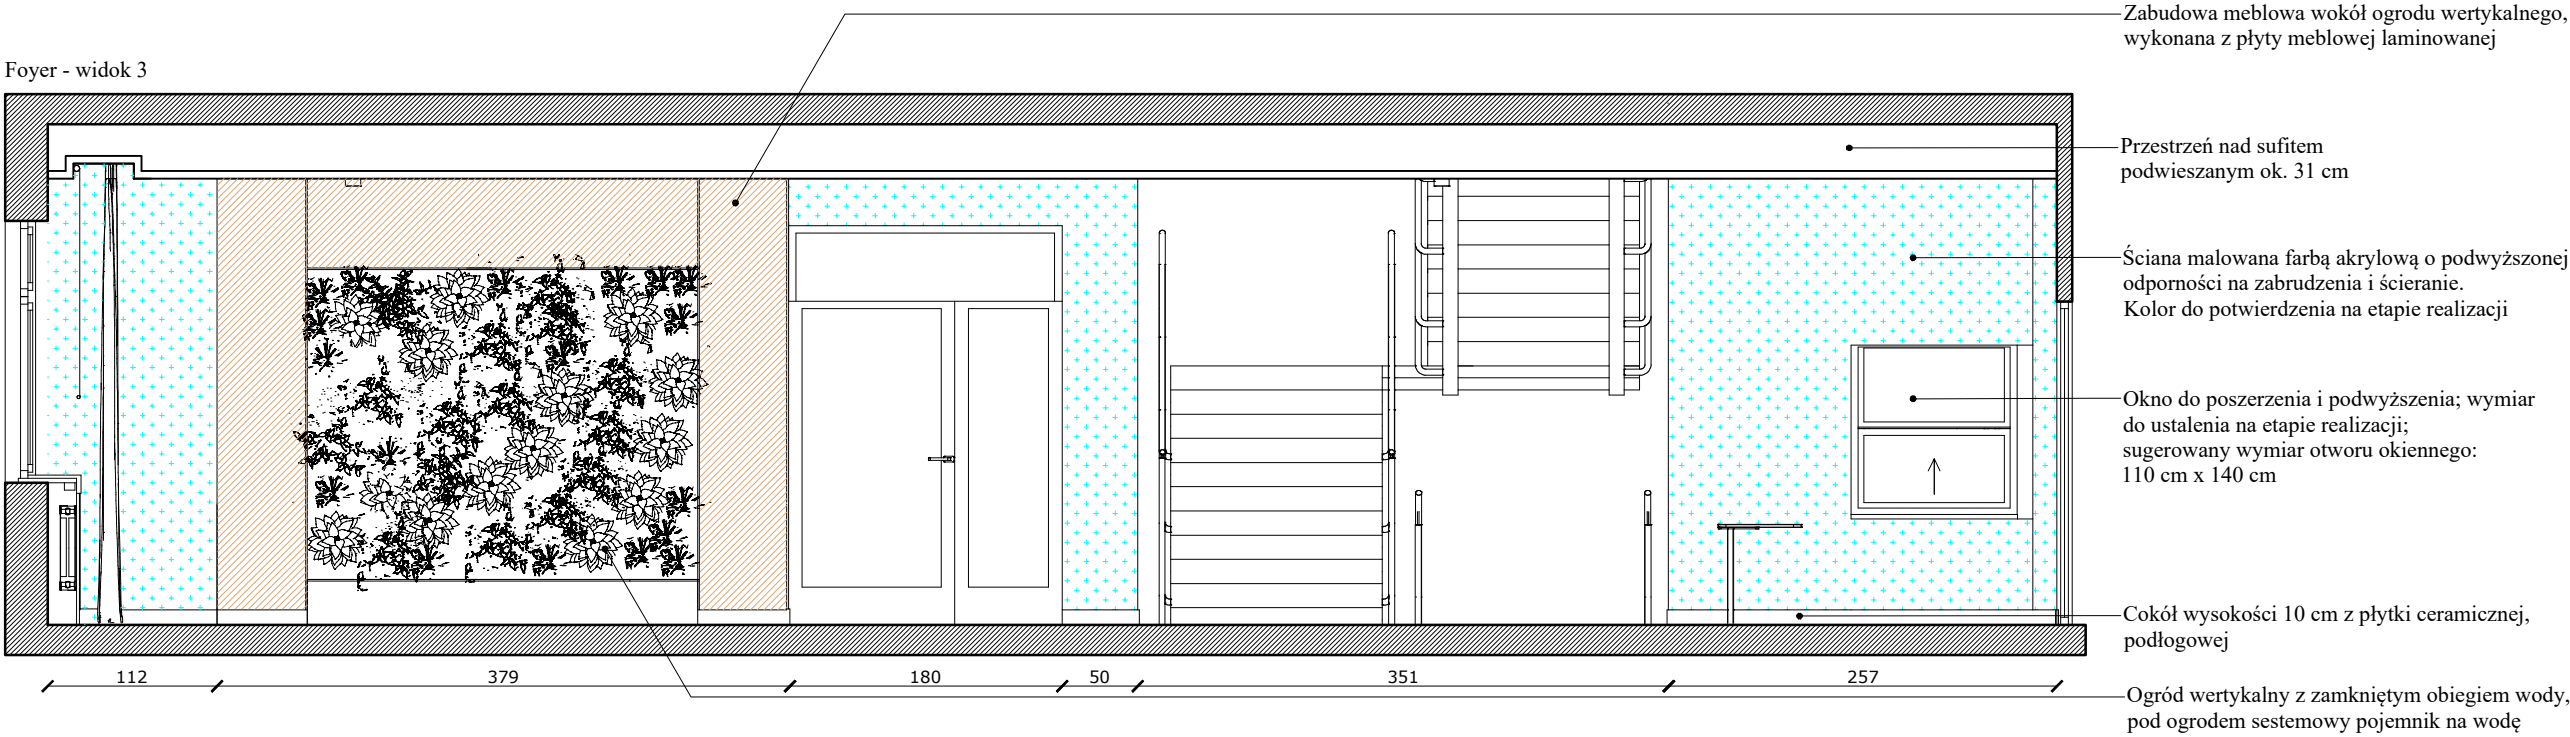 Zabudowa meblowa wokół ogrodu wertykalnego,
wykonana z płyty meblowej laminowanej
Foyer - widok 3
Przestrzeń nad sufitem
podwieszanym ok. 31 cm
Ściana malowana farbą akrylową o podwyższonej
odporności na zabrudzenia i ścieranie.
Kolor do potwierdzenia na etapie realizacji
Okno do poszerzenia i podwyższenia; wymiar
do ustalenia na etapie realizacji;
sugerowany wymiar otworu okiennego:
110 cm x 140 cm
Cokół wysokości 10 cm z płytki ceramicznej,
podłogowej
112 379 180 50 351 257
Ogród wertykalny z zamkniętym obiegiem wody,
pod ogrodem sestemowy pojemnik na wodę